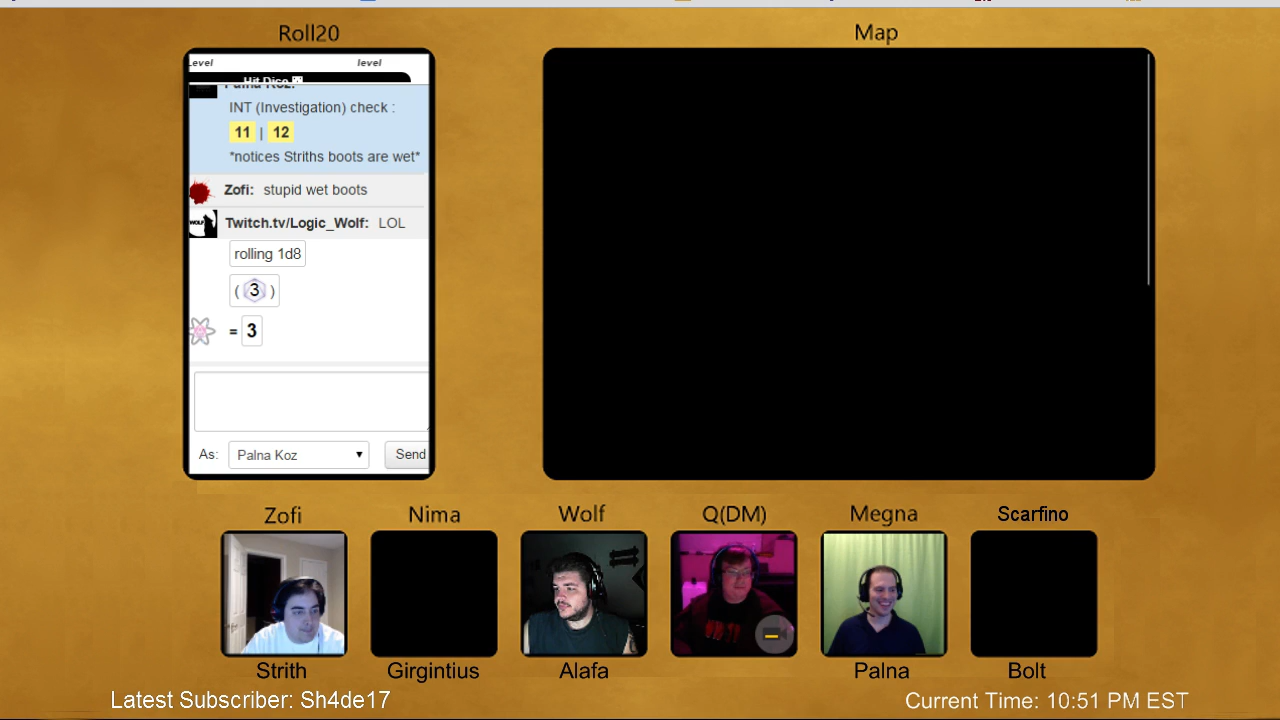 Roll20
Map
Level
level
Hit Dice
Palna Koz:
INT (Investigation) check :
11 | 12
*notices Striths boots are wet*
Zofi: stupid wet boots
Twitch.tv/Logic_Wolf: LOL
rolling 1d8
( 3 )
= 3
As: Palna Koz Send
Zofi
Nima
Wolf
Q(DM)
Megna
Scarfino
Strith
Girgintius
Alafa
Palna
Bolt
Latest Subscriber: Sh4de17
Current Time: 10:51 PM EST